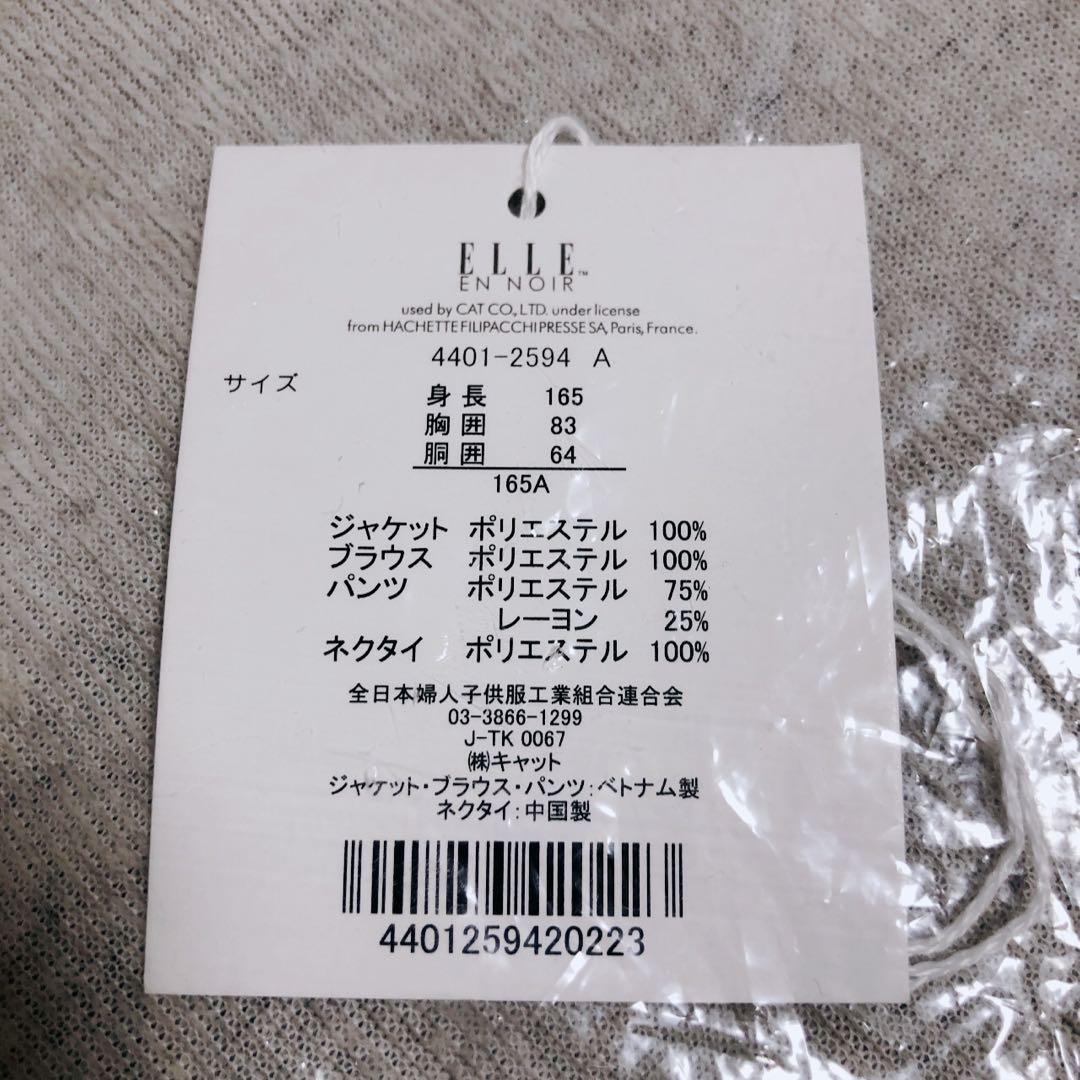 ELLE™
EN NOIR
used by CAT CO., LTD. under license
from HACHETTE FILIPACCHI PRESSE SA, Paris, France.
4401-2594 A
サイズ
身長 165
胸囲 83
胴囲 64
165A
ジャケット ポリエステル 100%
ブラウス ポリエステル 100%
パンツ ポリエステル 75%
レーヨン 25%
ネクタイ ポリエステル 100%
全日本婦人子供服工業組合連合会
03-3866-1299
J-TK 0067
㈱キャット
ジャケット・ブラウス・パンツ:ベトナム製
ネクタイ:中国製
4401259420223